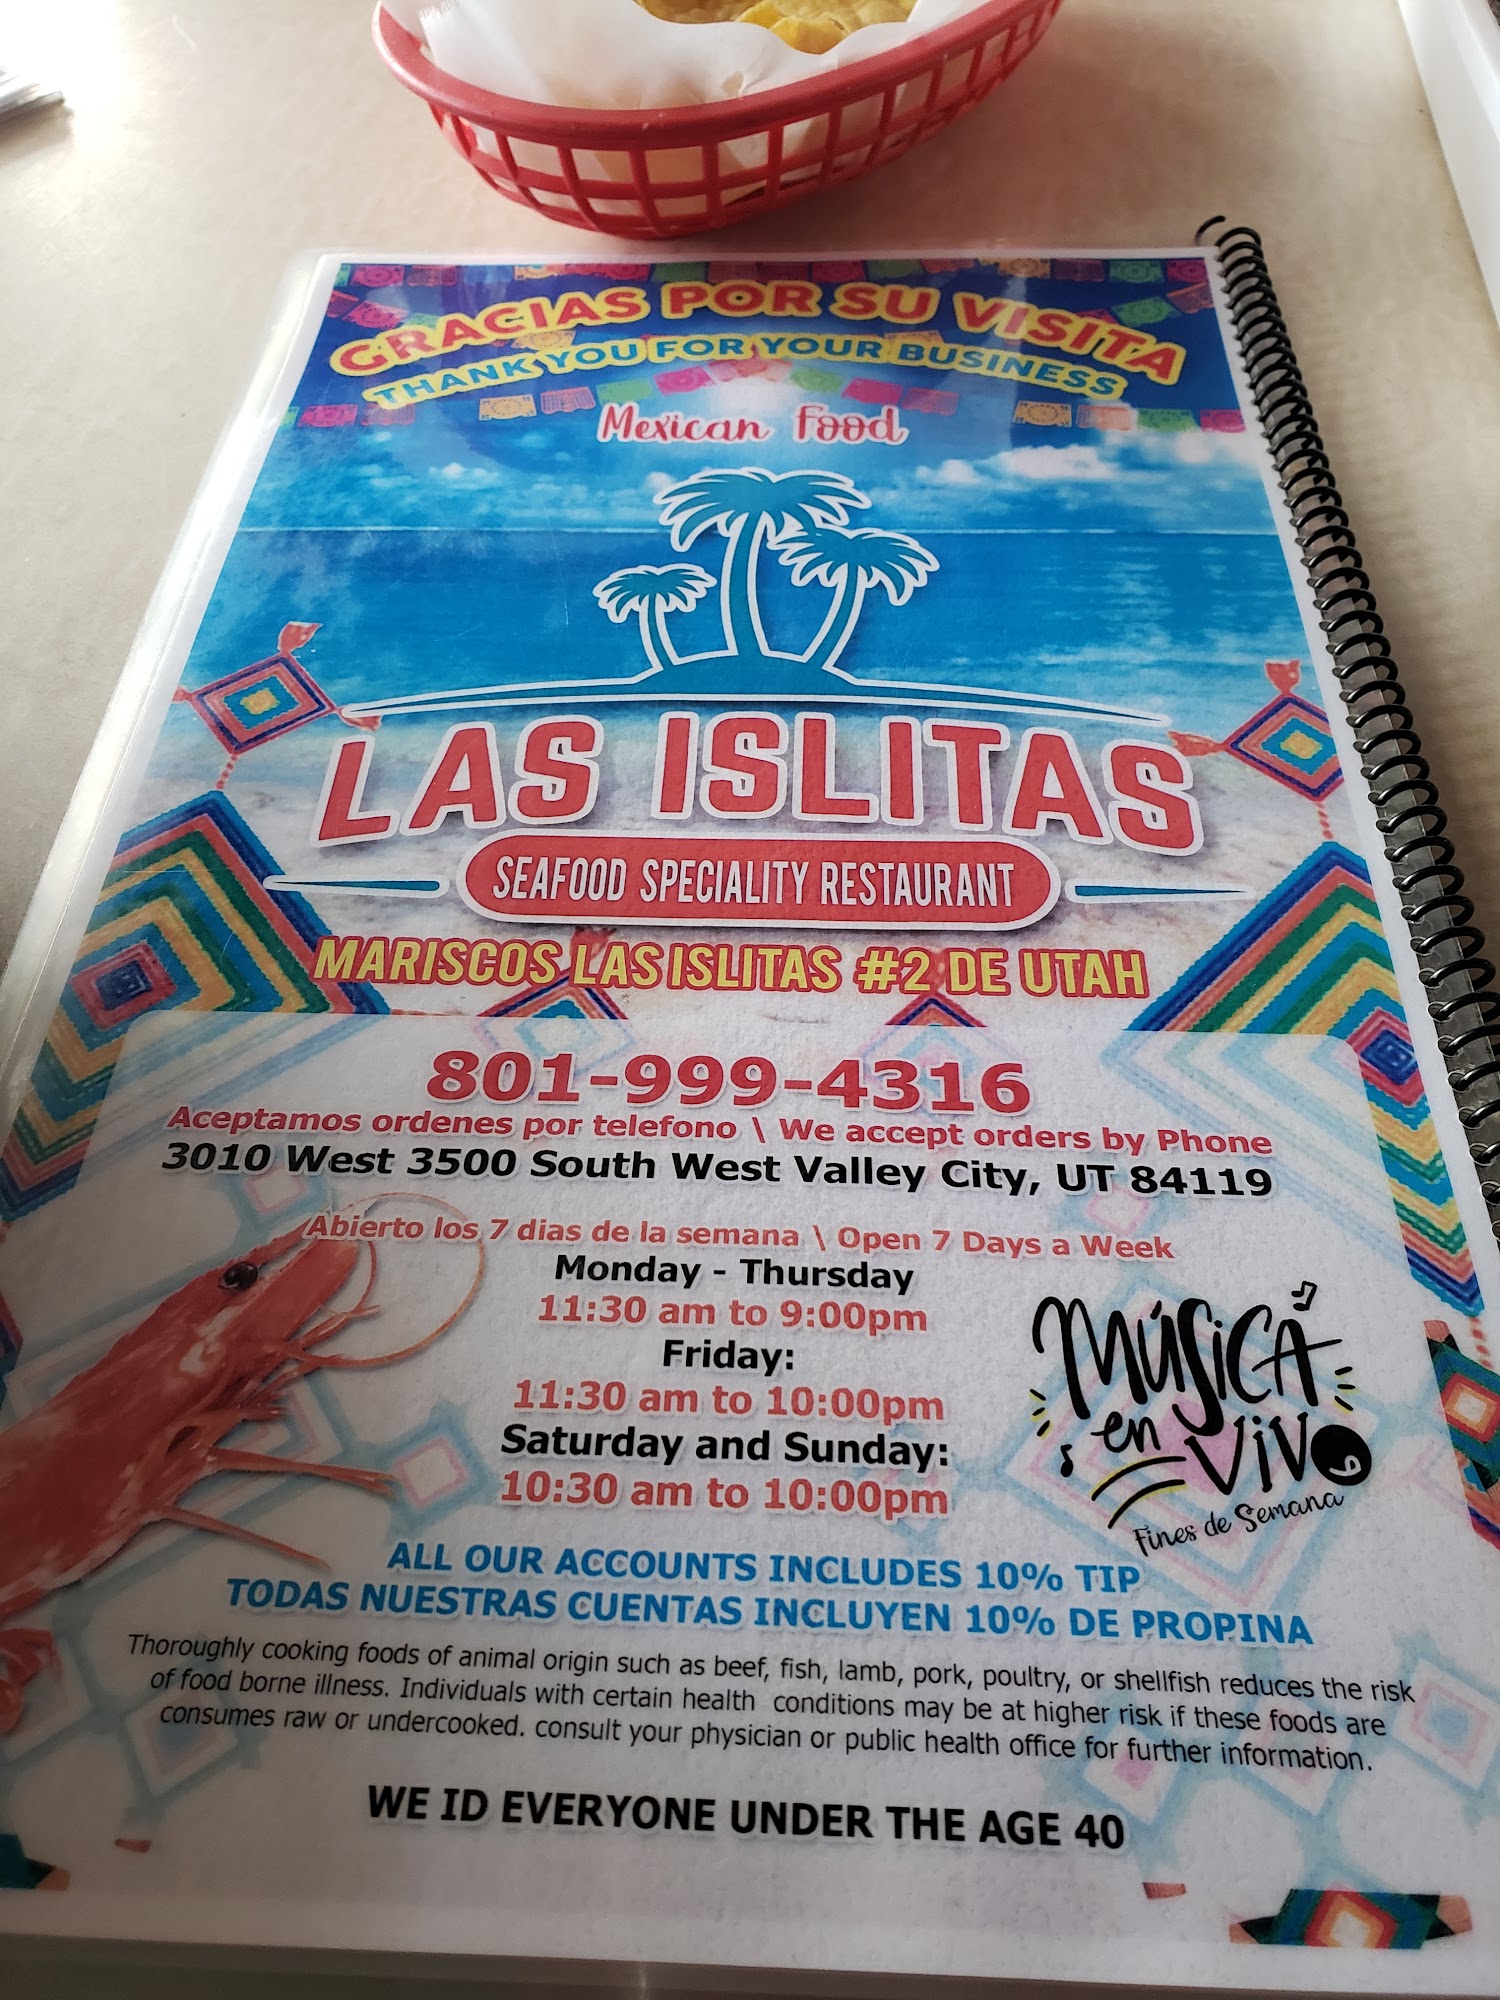 GRACIAS POR SU VISITA
THANK YOU FOR YOUR BUSINESS
Mexican Food
LAS ISLITAS
SEAFOOD SPECIALITY RESTAURANT
MARISCOS LAS ISLITAS #2 DE UTAH
801-999-4316
Aceptamos ordenes por telefono \ We accept orders by Phone
3010 West 3500 South West Valley City, UT 84119
Abierto los 7 dias de la semana \ Open 7 Days a Week
Monday - Thursday
11:30 am to 9:00pm
Friday:
11:30 am to 10:00pm
Saturday and Sunday:
10:30 am to 10:00pm
MÚSICA
en
ViVo
Fines de Semana
ALL OUR ACCOUNTS INCLUDES 10% TIP
TODAS NUESTRAS CUENTAS INCLUYEN 10% DE PROPINA
Thoroughly cooking foods of animal origin such as beef, fish, lamb, pork, poultry, or shellfish reduces the risk
of food borne illness. Individuals with certain health conditions may be at higher risk if these foods are
consumes raw or undercooked. consult your physician or public health office for further information.
WE ID EVERYONE UNDER THE AGE 40